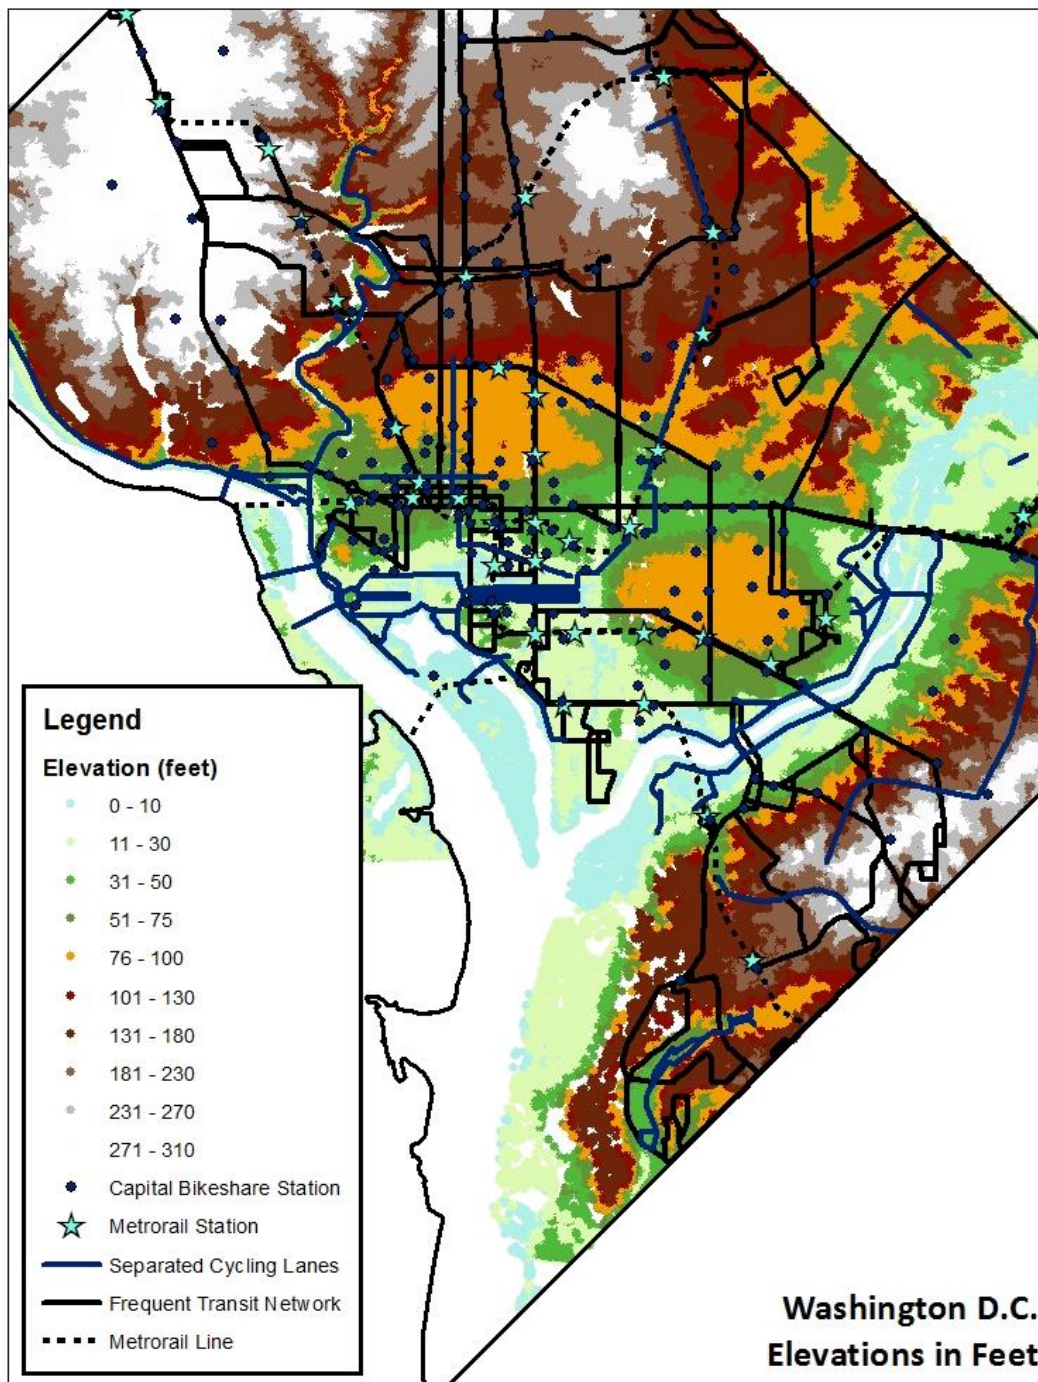 Legend
Elevation (feet)
0 - 10
11 - 30
31 - 50
51 - 75
76 - 100
101 - 130
131 - 180
181 - 230
231 - 270
271 - 310
Capital Bikeshare Station
Metrorail Station
Separated Cycling Lanes
Frequent Transit Network
Metrorail Line
Washington D.C.
Elevations in Feet